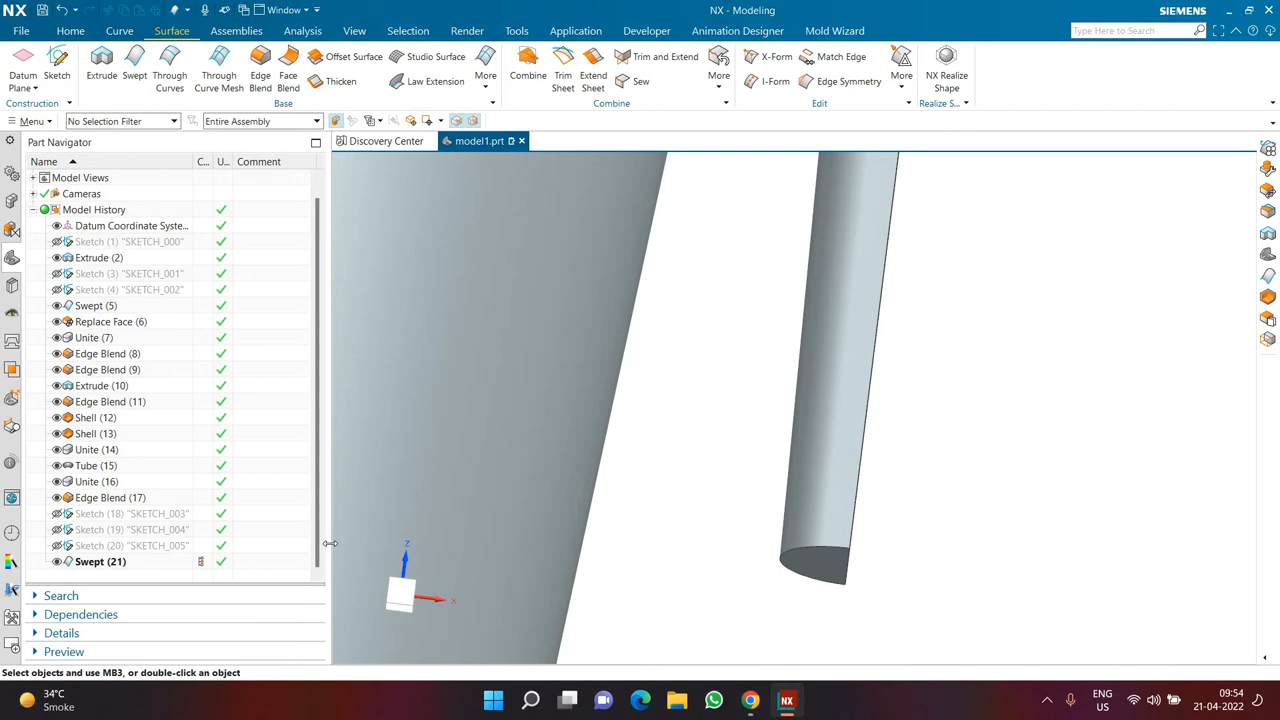 NX
Window
NX - Modeling
SIEMENS
File
Home
Curve
Surface
Assemblies
Analysis
View
Selection
Render
Tools
Application
Developer
Animation Designer
Mold Wizard
Type Here to Search
Datum Plane
Sketch
Extrude
Swept
Through Curves
Through Curve Mesh
Edge Blend
Face Blend
Offset Surface
Thicken
Studio Surface
Law Extension
More
Combine
Trim Sheet
Extend Sheet
Trim and Extend
Sew
More
X-Form
I-Form
Match Edge
Edge Symmetry
More
NX Realize Shape
Construction
Base
Combine
Edit
Realize S...
Menu
No Selection Filter
Entire Assembly
Part Navigator
Discovery Center
model1.prt
Name
C...
U...
Comment
Model Views
Cameras
Model History
Datum Coordinate Syste...
Sketch (1) "SKETCH_000"
Extrude (2)
Sketch (3) "SKETCH_001"
Sketch (4) "SKETCH_002"
Swept (5)
Replace Face (6)
Unite (7)
Edge Blend (8)
Edge Blend (9)
Extrude (10)
Edge Blend (11)
Shell (12)
Shell (13)
Unite (14)
Tube (15)
Unite (16)
Edge Blend (17)
Sketch (18) "SKETCH_003"
Sketch (19) "SKETCH_004"
Sketch (20) "SKETCH_005"
Swept (21)
Z
X
Search
Dependencies
Details
Preview
Select objects and use MB3, or double-click an object
34°C
Smoke
NX
ENG
US
09:54
21-04-2022